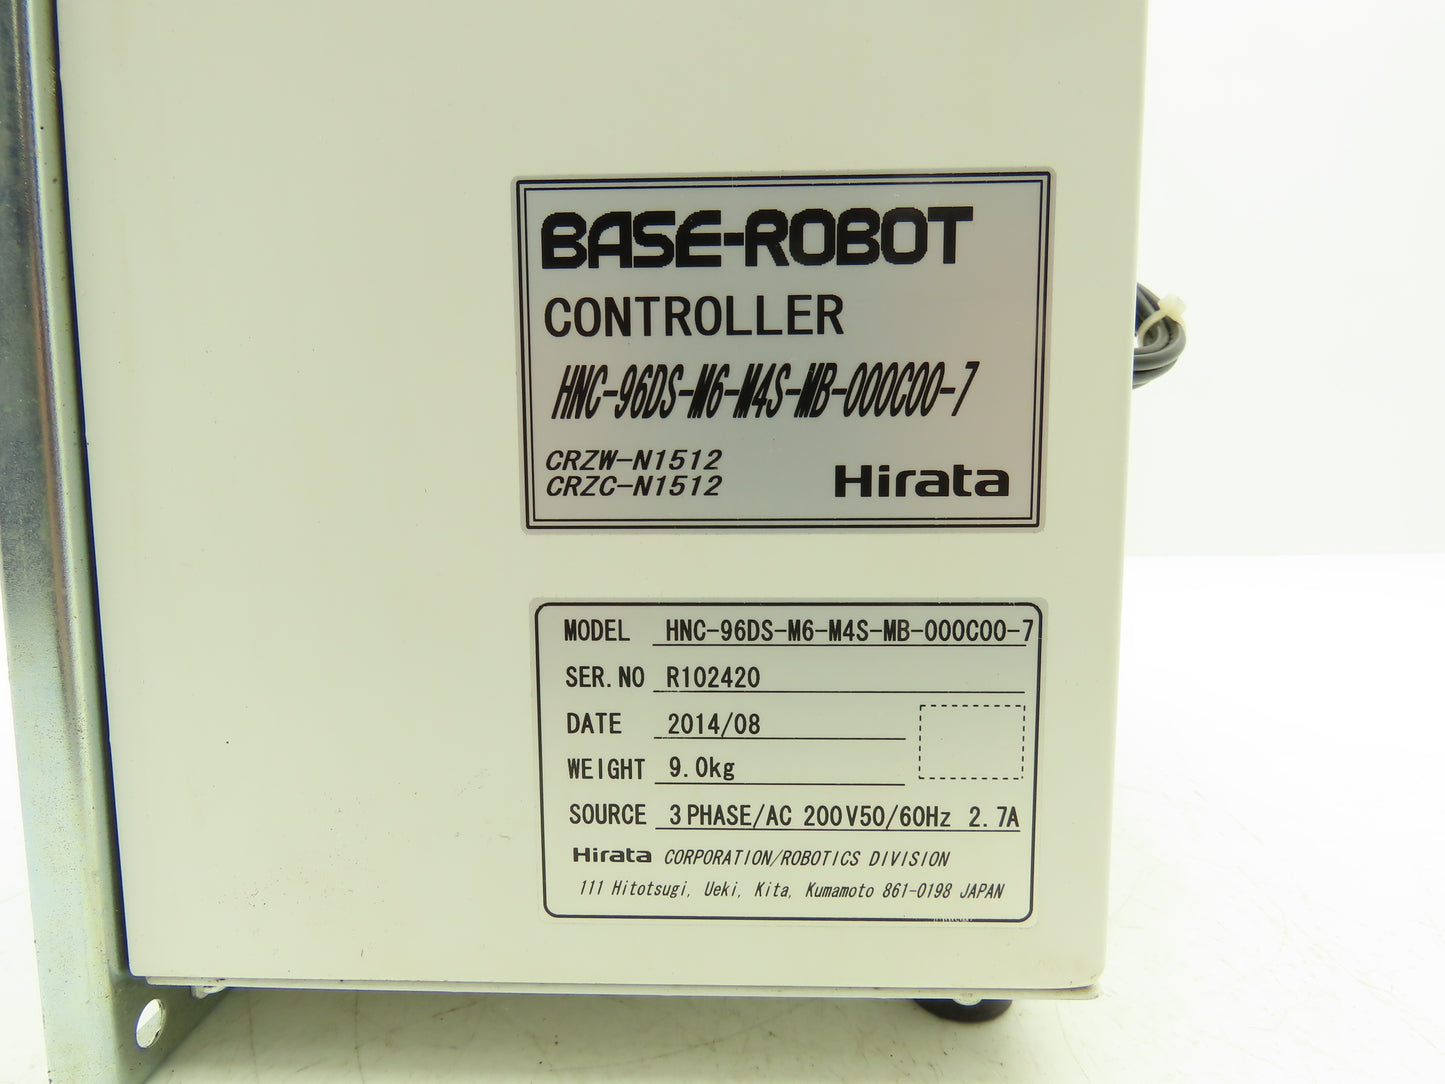 BASE-ROBOT
CONTROLLER
HNC-96DS-M6-M4S-MB-000C00-7
CRZW-N1512
CRZC-N1512
Hirata
MODEL HNC-96DS-M6-M4S-MB-000C00-7
SER.NO R102420
DATE 2014/08
WEIGHT 9.0kg
SOURCE 3 PHASE/AC 200V50/60Hz 2.7A
Hirata CORPORATION/ROBOTICS DIVISION
111 Hitotsugi, Ueki, Kita, Kumamoto 861-0198 JAPAN